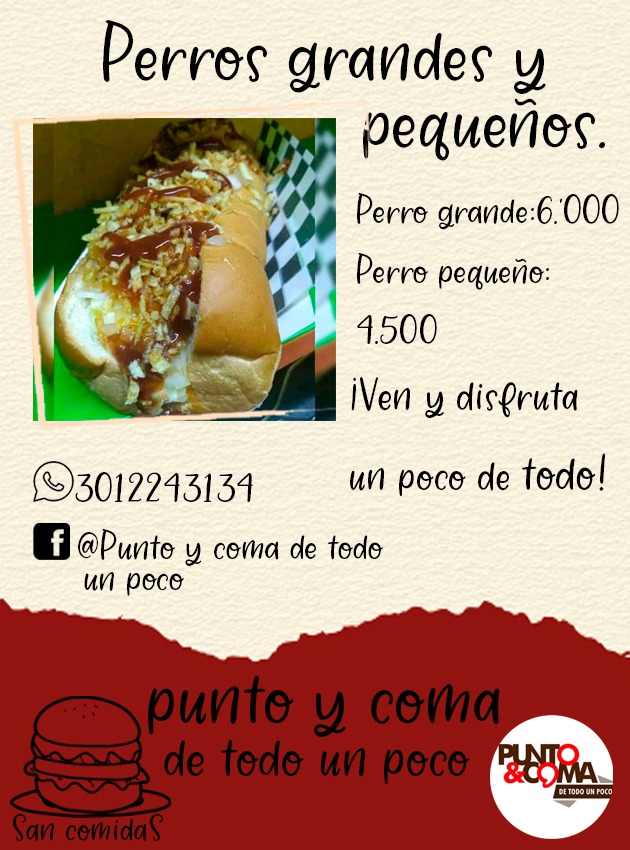 Perros grandes y
pequeños.
Perro grande:6.'000
Perro pequeño:
4.500
¡Ven y disfruta
un poco de todo!
3012243134
@Punto y coma de todo
un poco
punto y coma
de todo un poco
San comidaS
PUNTO
&COMA
DE TODO UN POCO